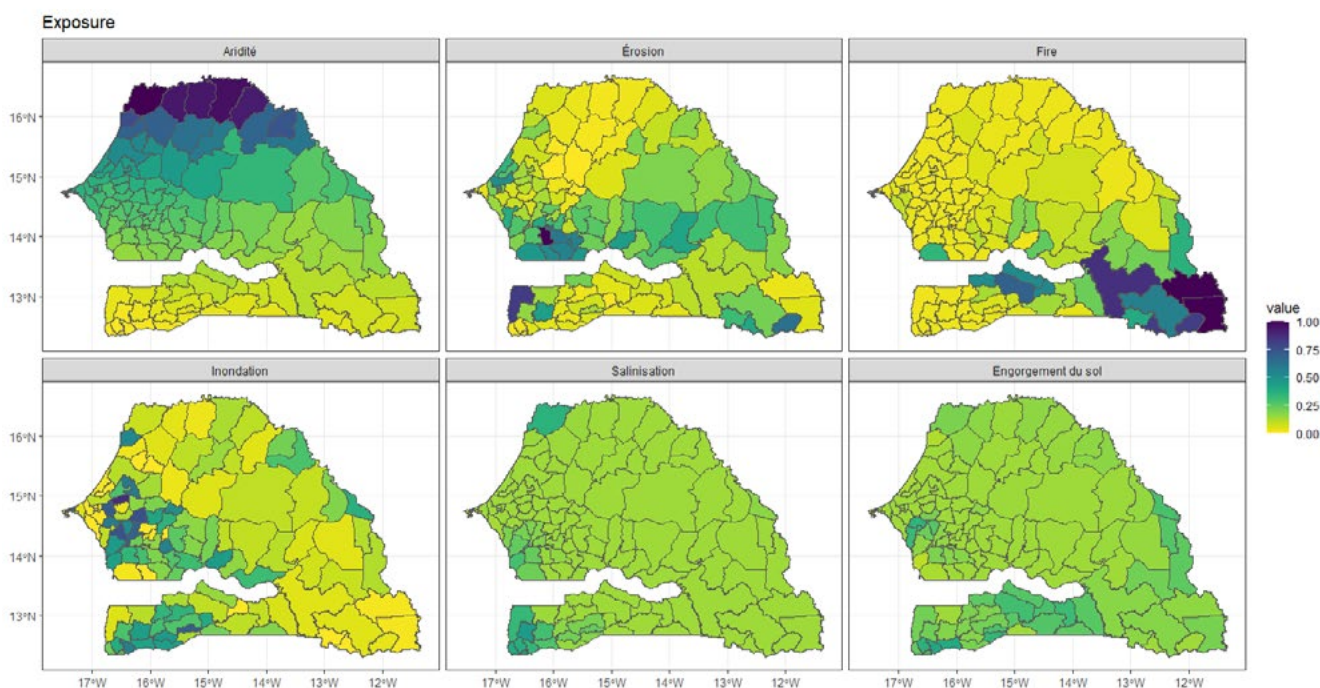 Exposure
Aridité
Érosion
Fire
16°N
15°N
14°N
13°N
value
1.00
0.75
0.50
0.25
0.00
Inondation
Salinisation
Engorgement du sol
16°N
15°N
14°N
13°N
17°W 16°W 15°W 14°W 13°W 12°W
17°W 16°W 15°W 14°W 13°W 12°W
17°W 16°W 15°W 14°W 13°W 12°W